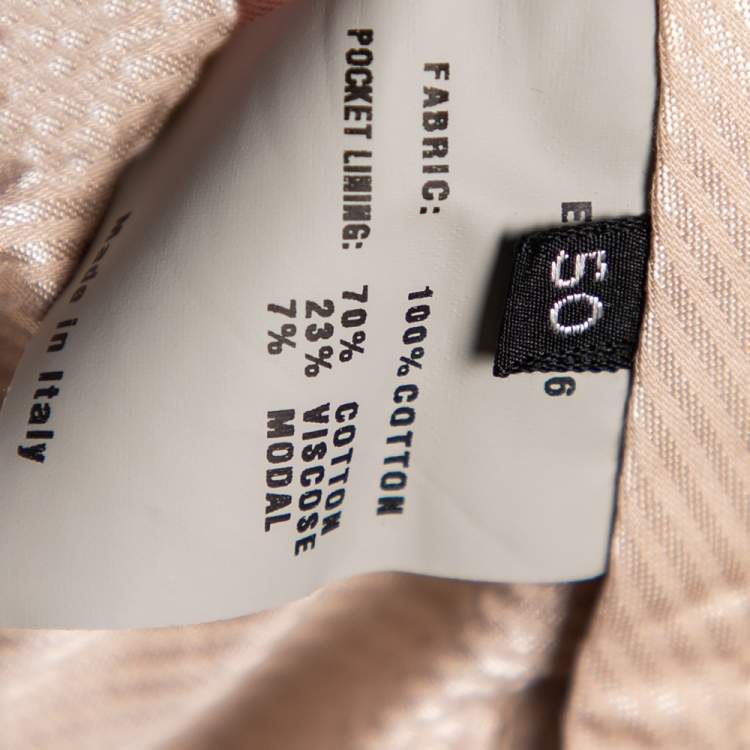 50
FABRIC: 100% COTTON
POCKET LINING: 70% COTTON
23% VISCOSE
7% MODAL
made in Italy